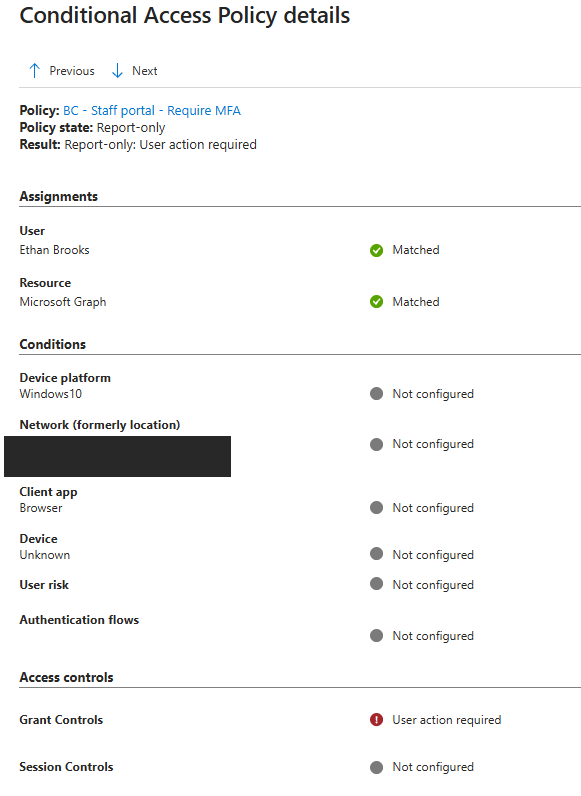 Conditional Access Policy details
Previous Next
Policy: BC - Staff portal - Require MFA
Policy state: Report-only
Result: Report-only: User action required
Assignments
User
Ethan Brooks Matched
Resource
Microsoft Graph Matched
Conditions
Device platform
Windows10 Not configured
Network (formerly location)
Not configured
Client app
Browser Not configured
Device
Unknown Not configured
User risk Not configured
Authentication flows
Not configured
Access controls
Grant Controls User action required
Session Controls Not configured